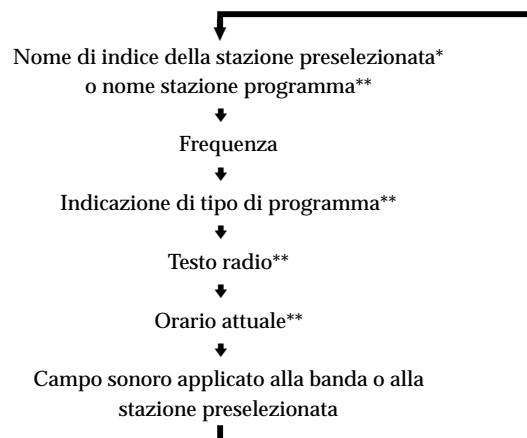 Nome di indice della stazione preselezionata*
o nome stazione programma**
Frequenza
Indicazione di tipo di programma**
Testo radio**
Orario attuale**
Campo sonoro applicato alla banda o alla
stazione preselezionata